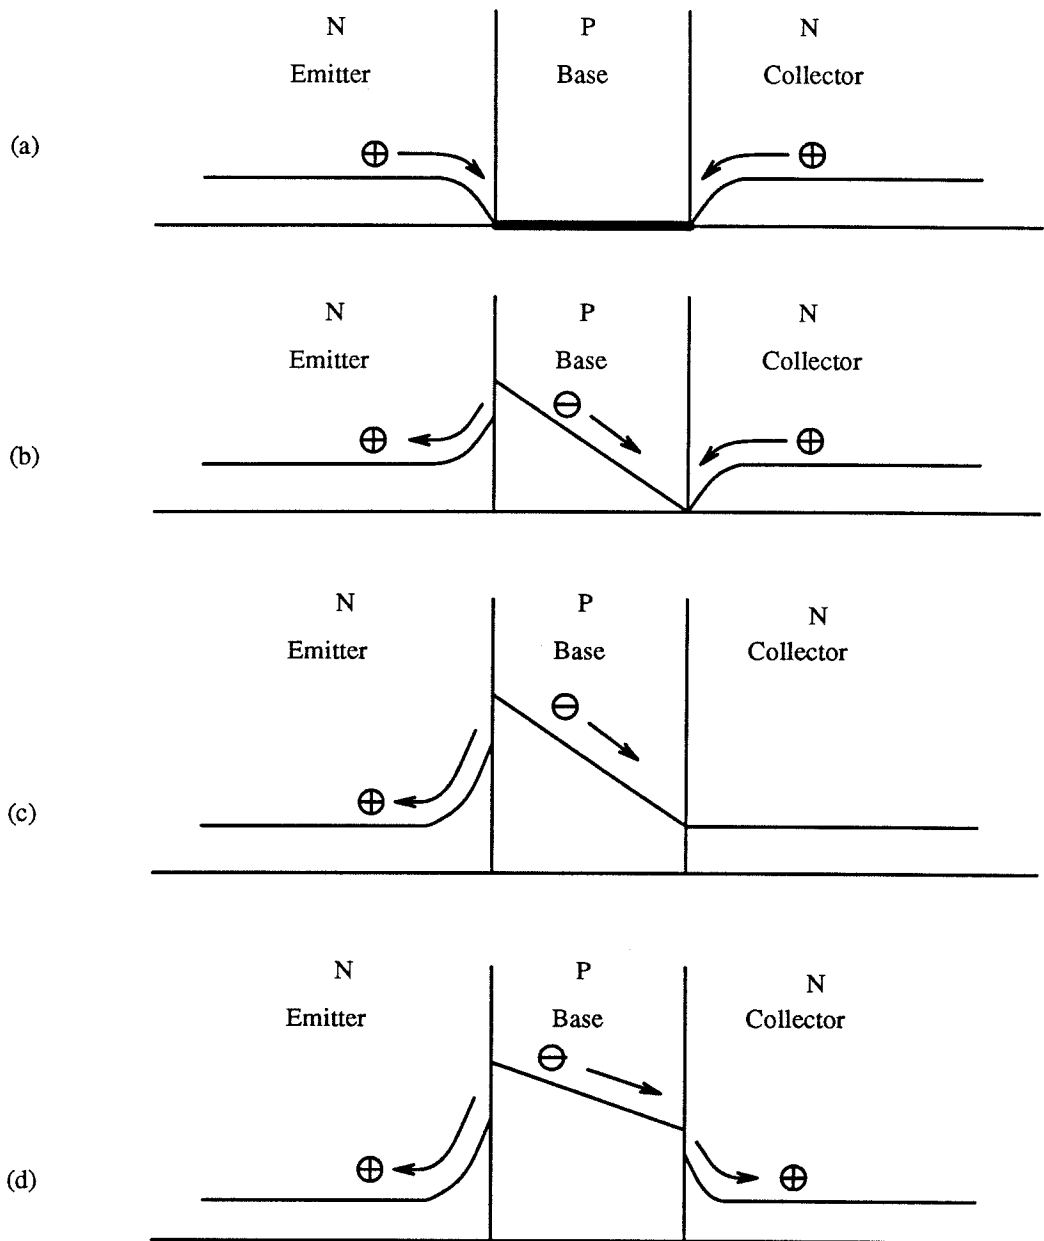 N P N
Emitter Base Collector
(a)
N P N
Emitter Base Collector
(b)
N P N
Emitter Base Collector
(c)
N P N
Emitter Base Collector
(d)